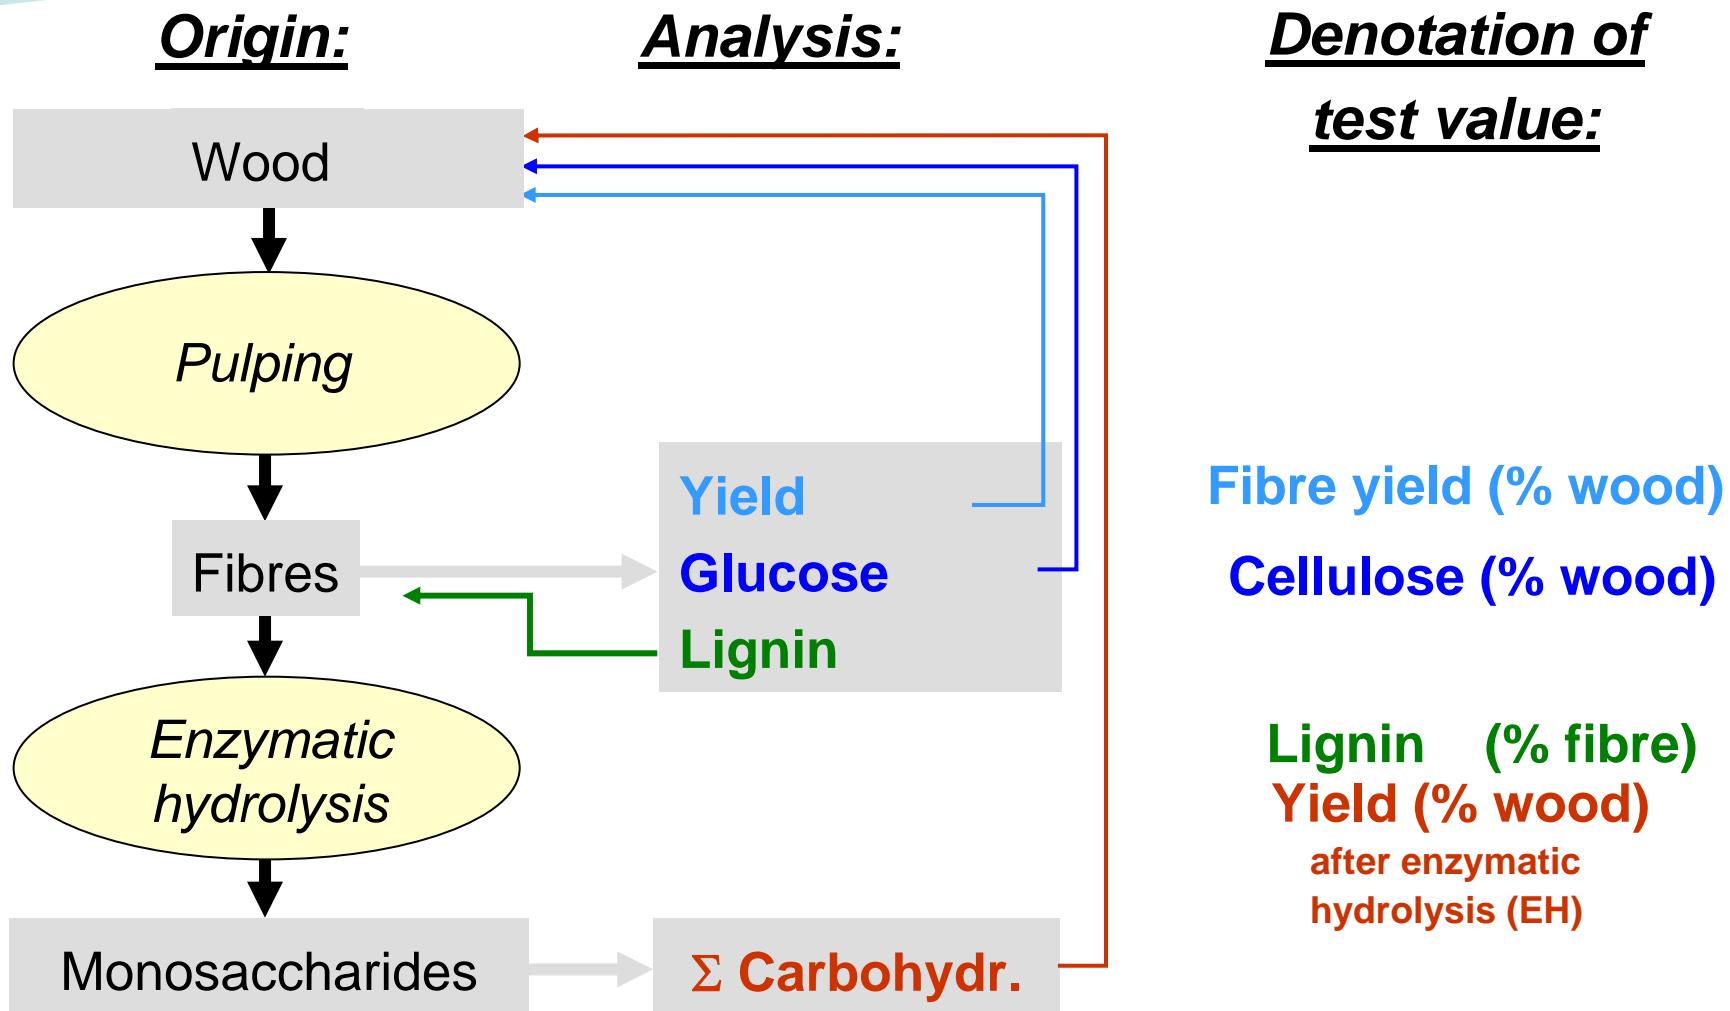 Origin:
Analysis:
Denotation of
test value:
Wood
Pulping
Yield
Fibre yield (% wood)
Fibres
Glucose
Cellulose (% wood)
Lignin
Enzymatic
hydrolysis
Lignin (% fibre)
Yield (% wood)
after enzymatic
hydrolysis (EH)
Monosaccharides
Σ Carbohydr.